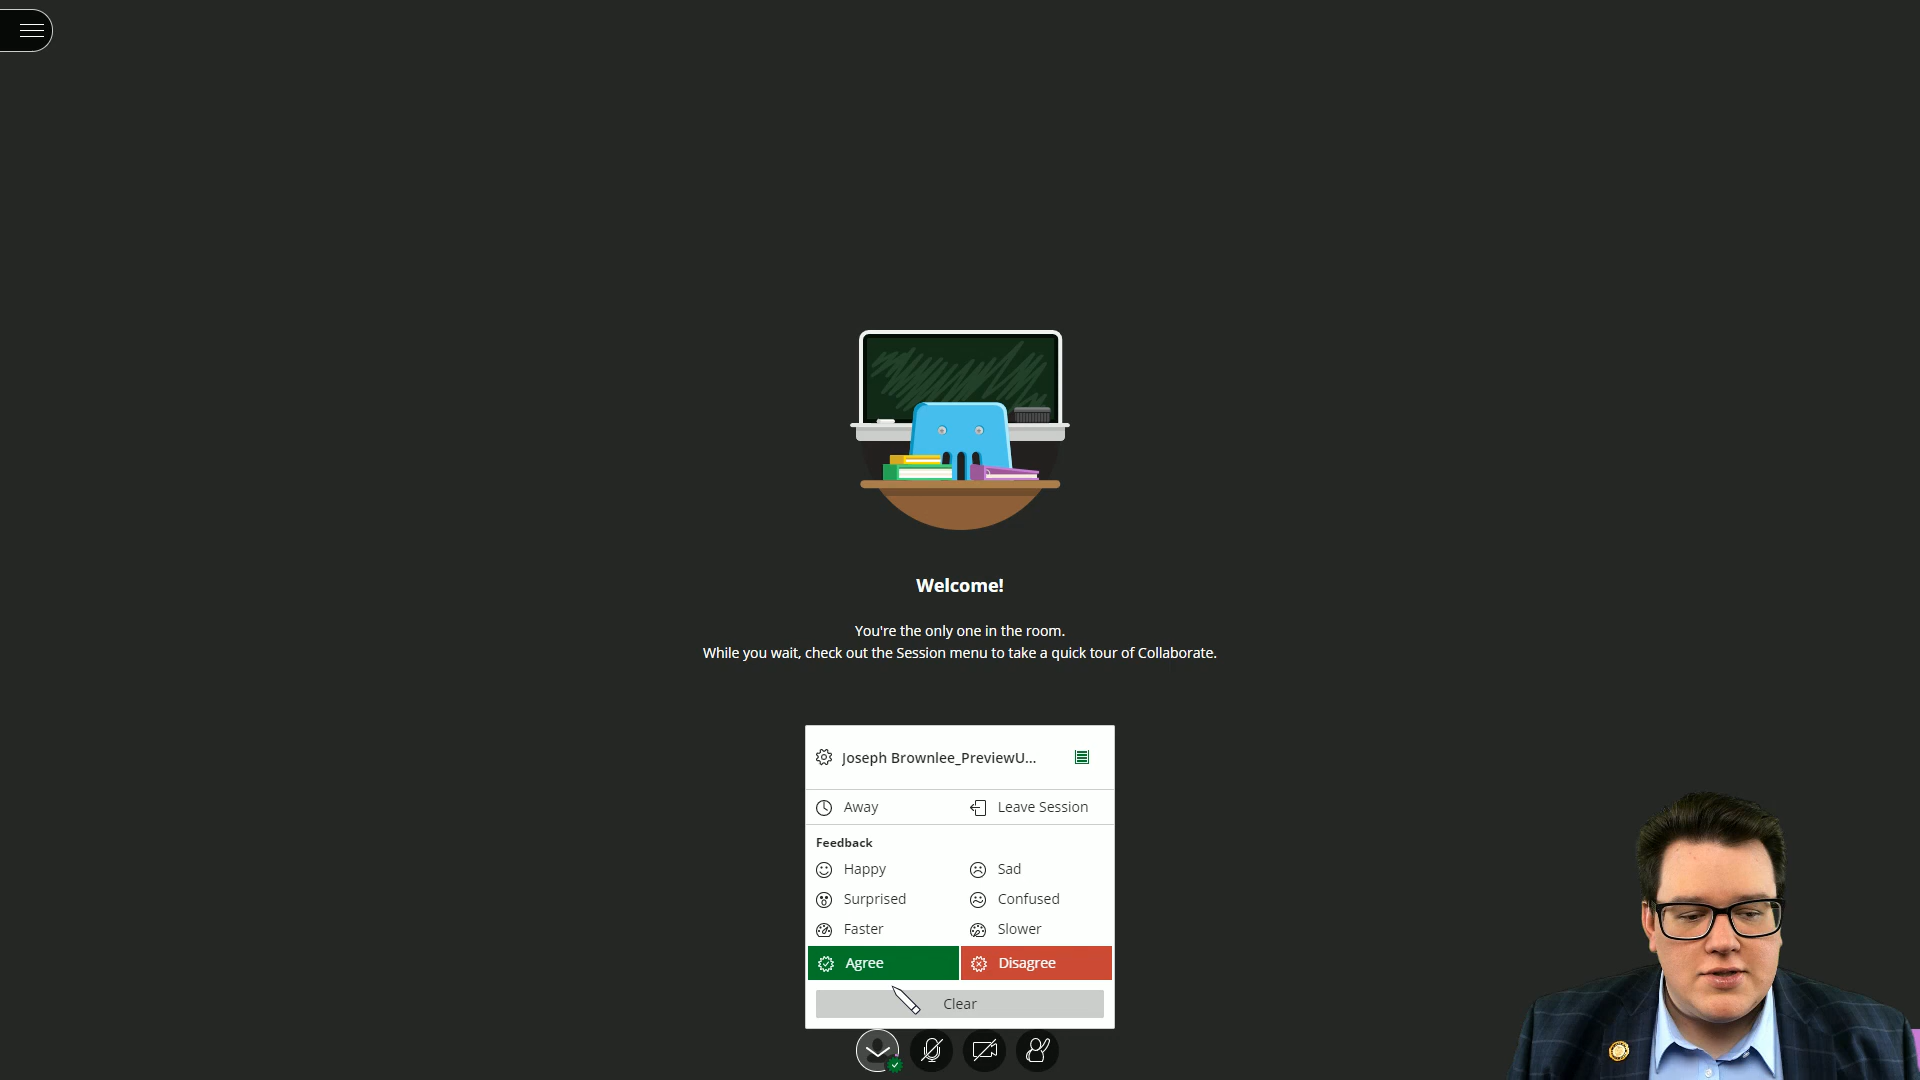 Welcome!
You're the only one in the room.
While you wait, check out the Session menu to take a quick tour of Collaborate.
Joseph Brownlee_PreviewU...
Away
Leave Session
Feedback
Happy
Sad
Surprised
Confused
Faster
Slower
Agree
Disagree
Clear